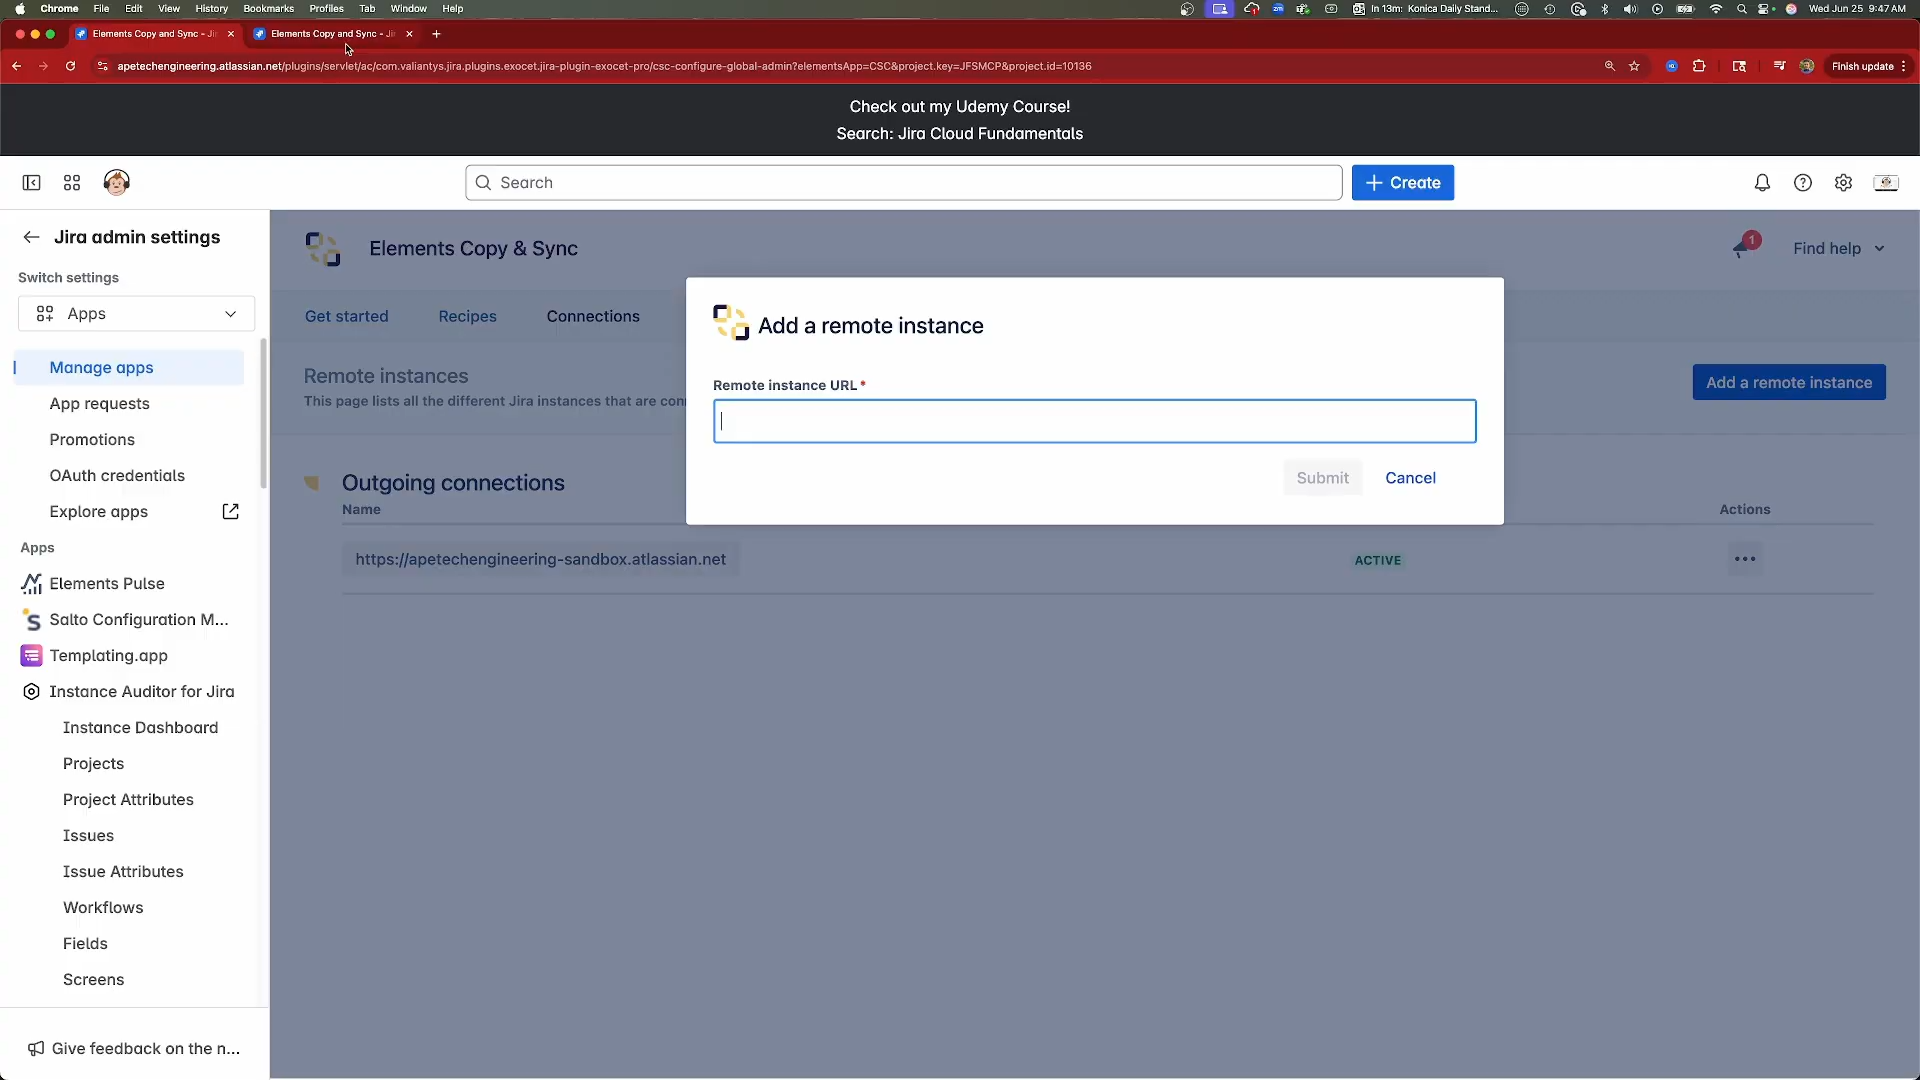 Chrome File Edit View History Bookmarks Profiles Tab Window Help
In 13m: Konica Daily Stand... Wed Jun 25 9:47 AM
Elements Copy and Sync - Ji
Elements Copy and Sync - Ji
apetechengineering.atlassian.net/plugins/servlet/ac/com.valiantys.jira.plugins.exocet.jira-plugin-exocet-pro/csc-configure-global-admin?elementsApp=CSC&project.key=JFSMCP&project.id=10136
Finish update
Check out my Udemy Course!
Search: Jira Cloud Fundamentals
Search
Create
Jira admin settings
Switch settings
Apps
Manage apps
App requests
Promotions
OAuth credentials
Explore apps
Apps
Elements Pulse
Salto Configuration M...
Templating.app
Instance Auditor for Jira
Instance Dashboard
Projects
Project Attributes
Issues
Issue Attributes
Workflows
Fields
Screens
Give feedback on the n...
Elements Copy & Sync
1
Find help
Get started Recipes Connections
Remote instances
This page lists all the different Jira instances that are con
Add a remote instance
Outgoing connections
Name
Actions
https://apetechengineering-sandbox.atlassian.net
ACTIVE
Add a remote instance
Remote instance URL *
Submit
Cancel